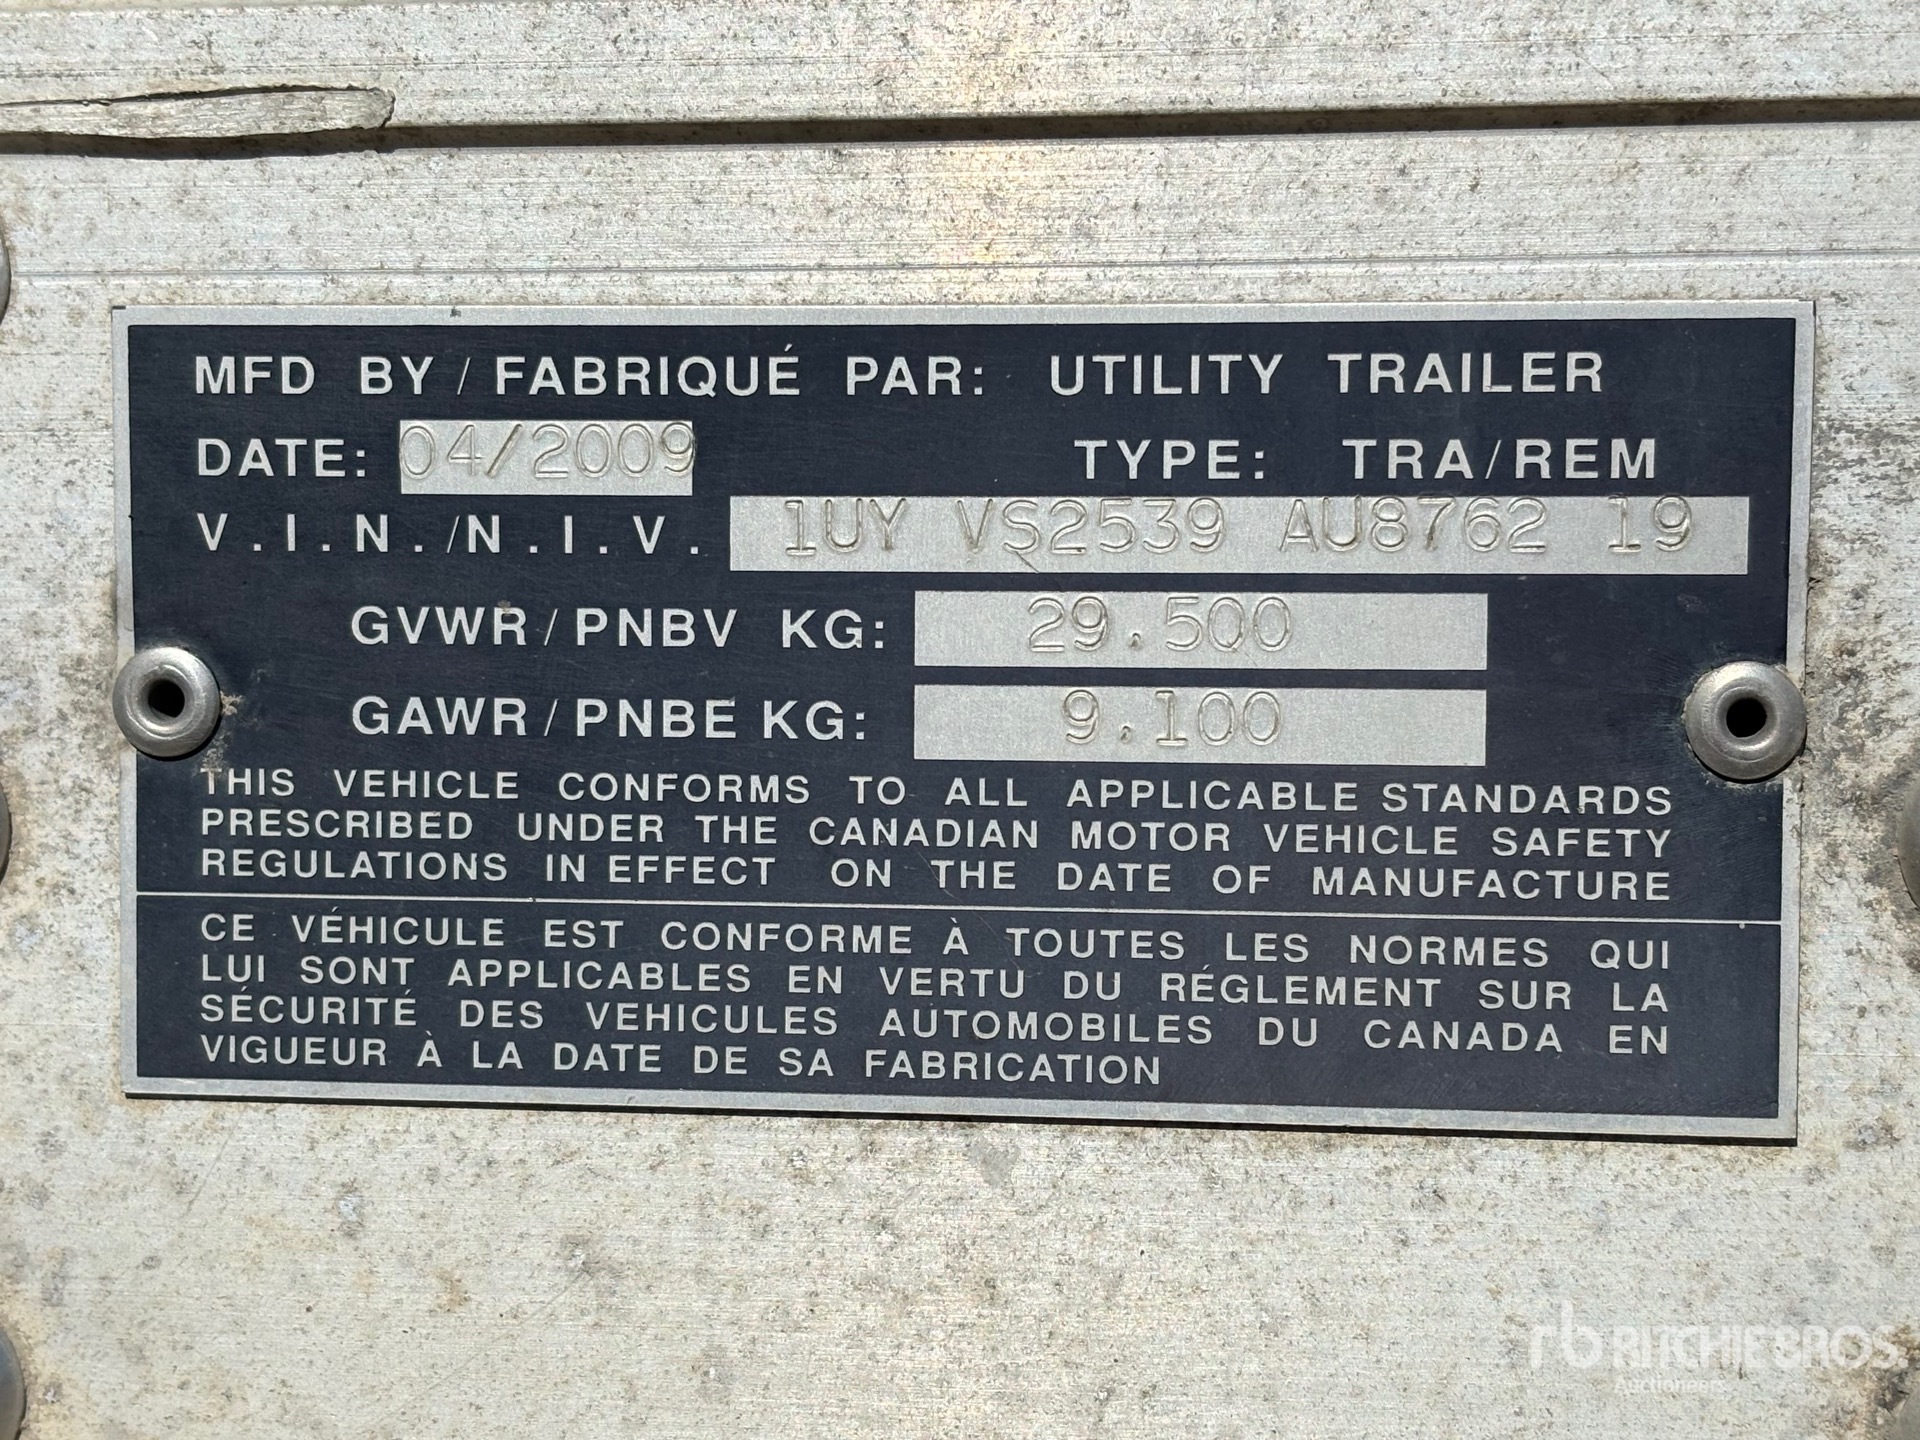 MFD BY / FABRIQUÉ PAR: UTILITY TRAILER
DATE: 04/2009 TYPE: TRA/REM
V.I.N./N.I.V. 1UY VS2539 AU8762 19
GVWR / PNBV KG: 29.500
GAWR / PNBE KG: 9.100
THIS VEHICLE CONFORMS TO ALL APPLICABLE STANDARDS
PRESCRIBED UNDER THE CANADIAN MOTOR VEHICLE SAFETY
REGULATIONS IN EFFECT ON THE DATE OF MANUFACTURE
CE VÉHICULE EST CONFORME À TOUTES LES NORMES QUI
LUI SONT APPLICABLES EN VERTU DU RÉGLEMENT SUR LA
SÉCURITÉ DES VEHICULES AUTOMOBILES DU CANADA EN
VIGUEUR À LA DATE DE SA FABRICATION
rb RITCHIE BROS.
Auctioneers